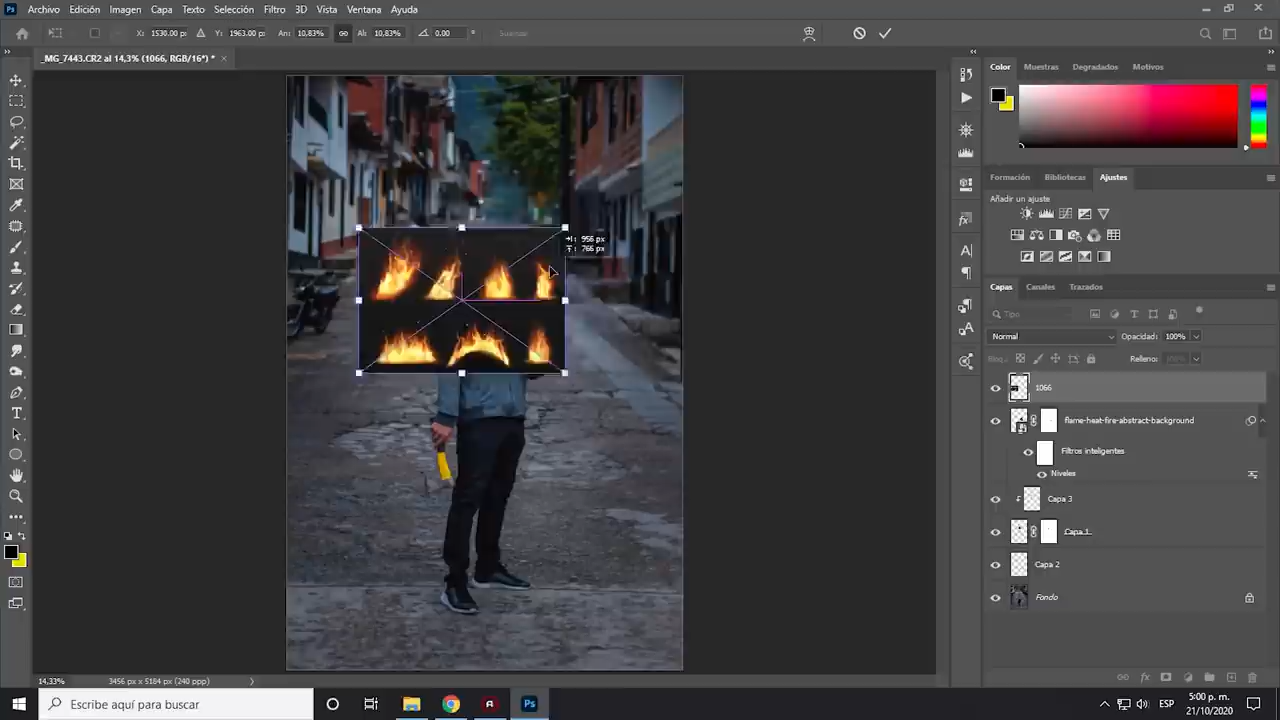 Ps Archivo Edición Imagen Capa Texto Selección Filtro 3D Vista Ventana Ayuda
X: 1530.00 px Y: 1963.00 px An: 10,83% Al: 10,83% 0.00 ° Suavizar
_MG_7443.CR2 al 14,3% (1066, RGB/16*) * ×
Color Muestras Degradados Motivos
Formación Bibliotecas Ajustes
Añadir un ajuste
956 px
766 px
Capas Canales Trazados
Tipo
Normal Opacidad: 100%
Bloq.: Relleno: 100%
1066
flame-heat-fire-abstract-background
Filtros inteligentes
Niveles
Capa 3
Capa 1
Capa 2
Fondo
14,33% 3456 px x 5184 px (240 ppp)
Escribe aquí para buscar
Ps
ESP
5:00 p. m.
21/10/2020